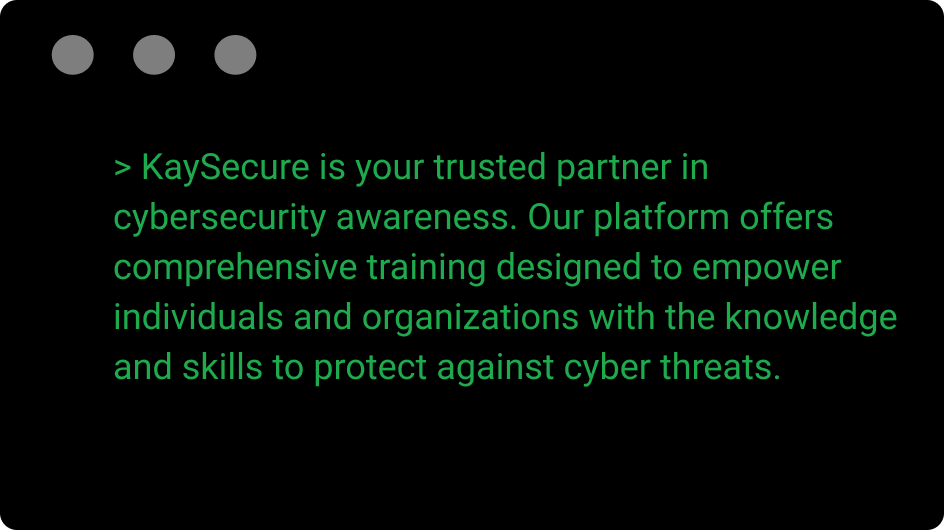 > KaySecure is your trusted partner in
cybersecurity awareness. Our platform offers
comprehensive training designed to empower
individuals and organizations with the knowledge
and skills to protect against cyber threats.